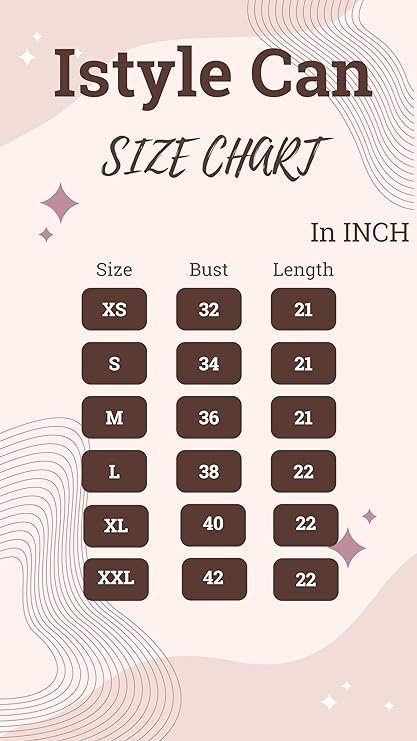 Istyle Can
SIZE CHART
In INCH
Size Bust Length
XS 32 21
S 34 21
M 36 21
L 38 22
XL 40 22
XXL 42 22